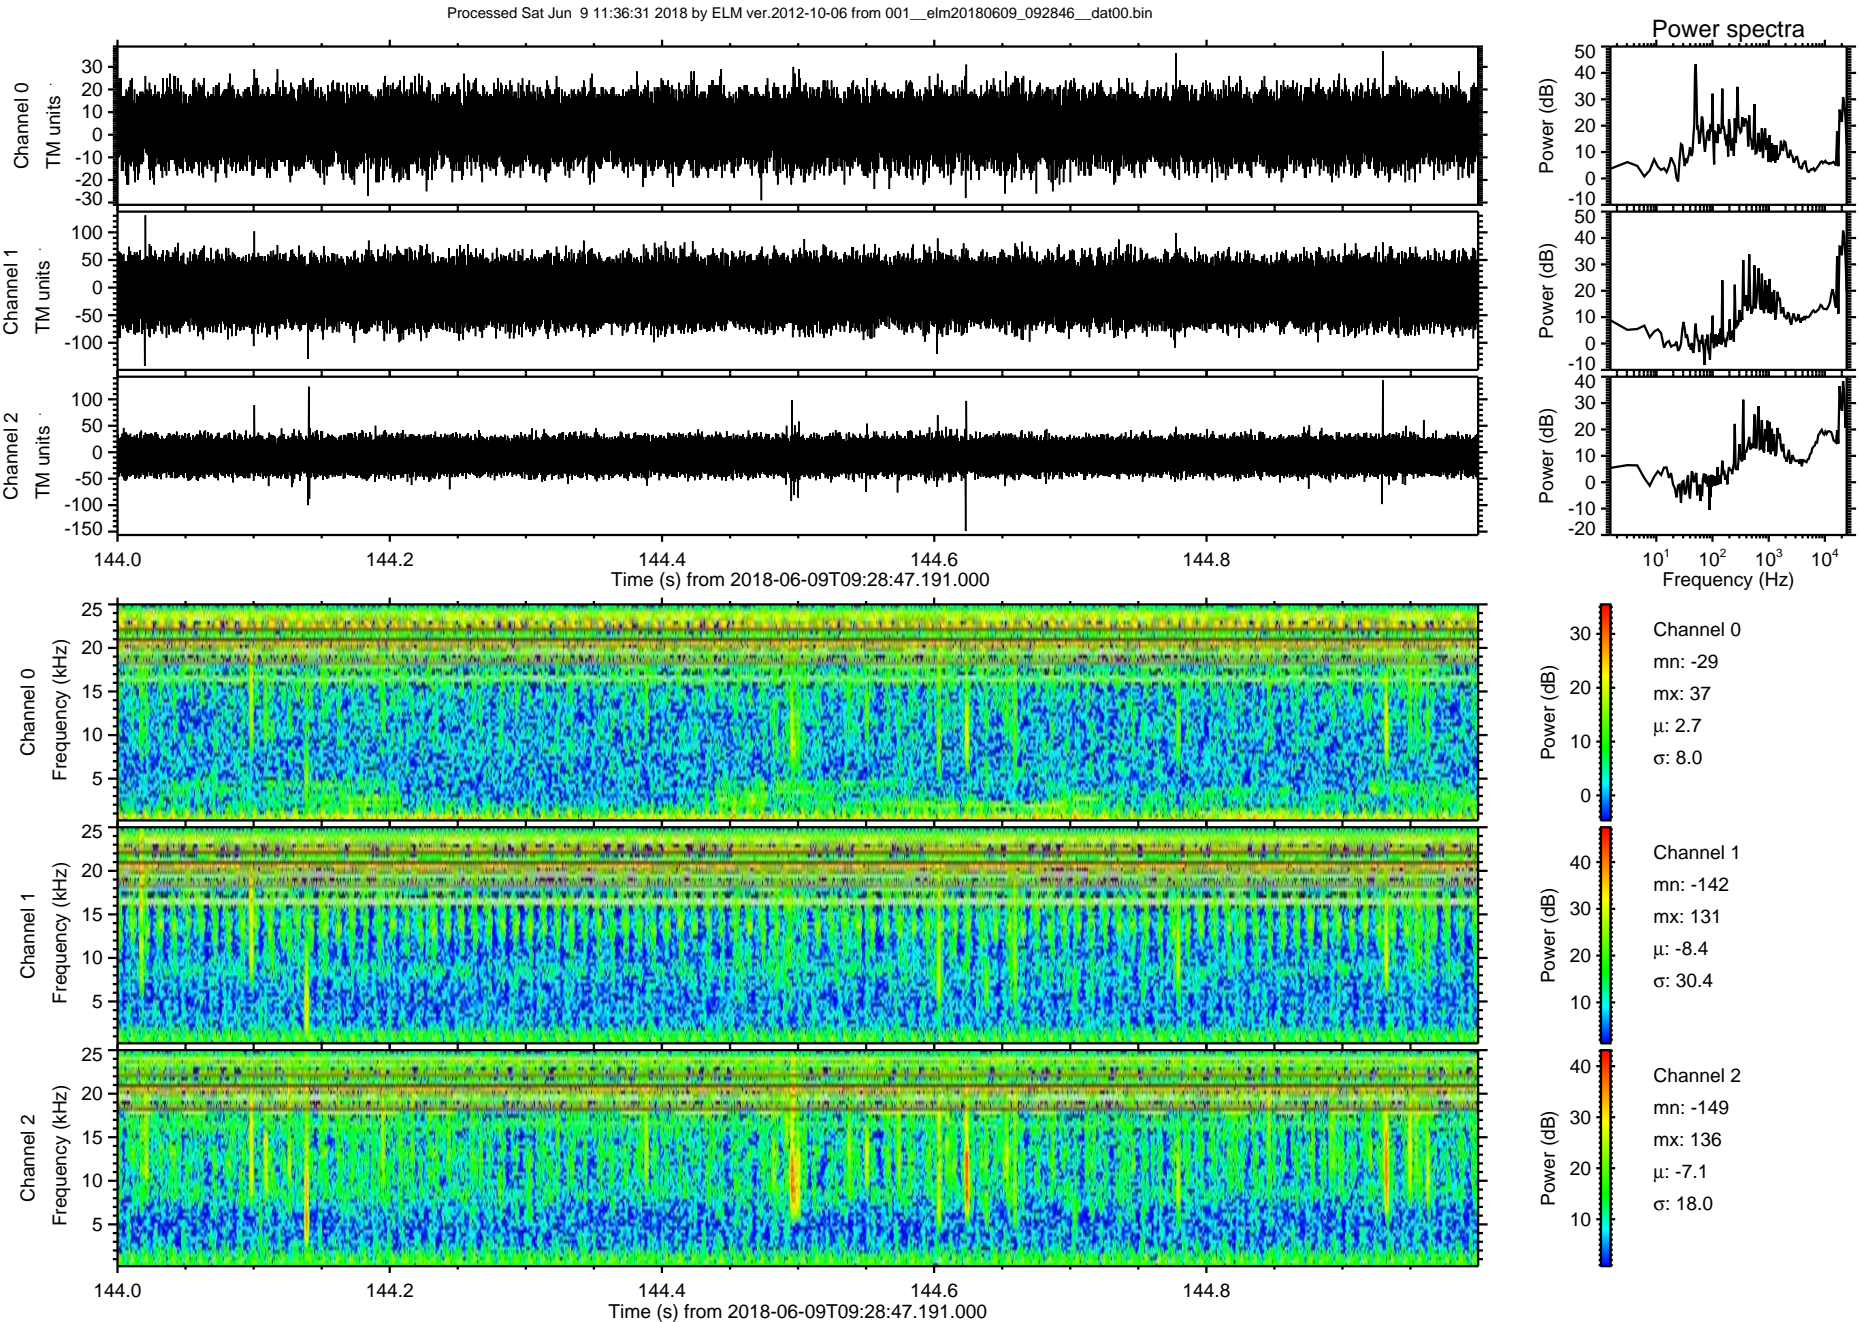 Processed Sat Jun  9 11:36:31 2018 by ELM ver.2012-10-06 from 001__elm20180609_092846__dat00.bin
Power spectra
Channel 0
TM units
30
20
10
0
-10
-20
-30
Power (dB)
50
40
30
20
10
0
-10
Channel 1
TM units
100
50
0
-50
-100
Power (dB)
50
40
30
20
10
0
-10
Channel 2
TM units
100
50
0
-50
-100
-150
Power (dB)
40
30
20
10
0
-10
-20
144.0 144.2 144.4 144.6 144.8
Time (s) from 2018-06-09T09:28:47.191.000
10^1 10^2 10^3 10^4
Frequency (Hz)
Channel 0
Frequency (kHz)
25
20
15
10
5
Power (dB)
30
20
10
0
Channel 0
mn: -29
mx: 37
μ: 2.7
σ: 8.0
Channel 1
Frequency (kHz)
25
20
15
10
5
Power (dB)
40
30
20
10
Channel 1
mn: -142
mx: 131
μ: -8.4
σ: 30.4
Channel 2
Frequency (kHz)
25
20
15
10
5
Power (dB)
40
30
20
10
Channel 2
mn: -149
mx: 136
μ: -7.1
σ: 18.0
144.0 144.2 144.4 144.6 144.8
Time (s) from 2018-06-09T09:28:47.191.000